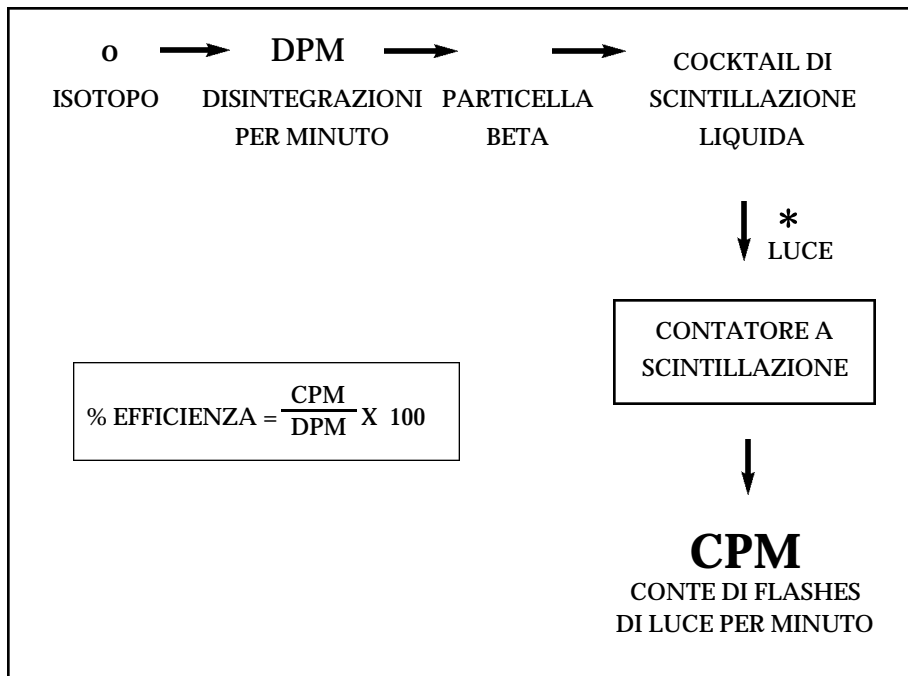 o
ISOTOPO
DPM
DISINTEGRAZIONI
PER MINUTO
PARTICELLA
BETA
COCKTAIL DI
SCINTILLAZIONE
LIQUIDA
*
LUCE
CONTATORE A
SCINTILLAZIONE
% EFFICIENZA = CPM / DPM X 100
CPM
CONTE DI FLASHES
DI LUCE PER MINUTO